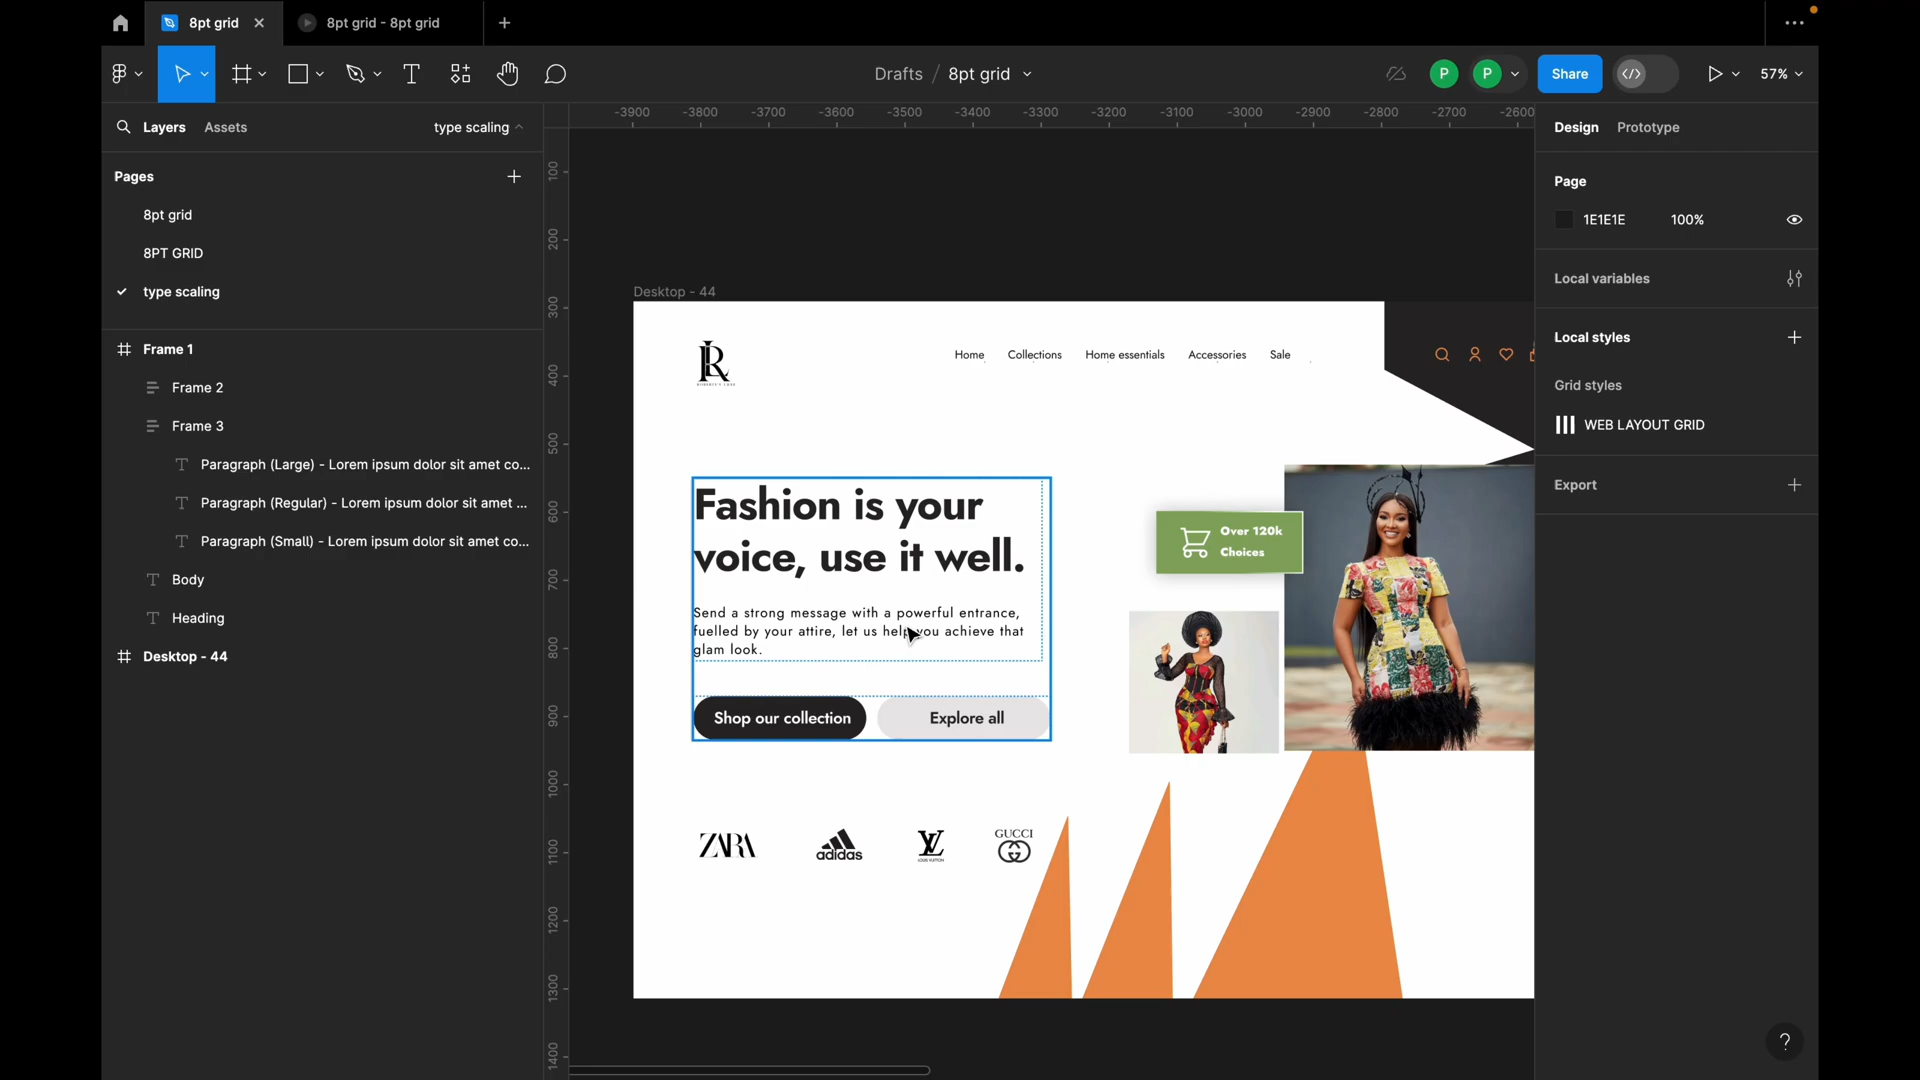 8pt grid
8pt grid - 8pt grid
Drafts / 8pt grid
P
P
Share
57%
Layers
Assets
type scaling
Pages
8pt grid
8PT GRID
type scaling
Frame 1
Frame 2
Frame 3
Paragraph (Large) - Lorem ipsum dolor sit amet co...
Paragraph (Regular) - Lorem ipsum dolor sit amet ...
Paragraph (Small) - Lorem ipsum dolor sit amet co...
Body
Heading
Desktop - 44
-3900 -3800 -3700 -3600 -3500 -3400 -3300 -3200 -3100 -3000 -2900 -2800 -2700 -2600
100
200
300
400
500
600
700
800
900
1000
1100
1200
1300
1400
Desktop - 44
Home Collections Home essentials Accessories Sale
Fashion is your
voice, use it well.
Send a strong message with a powerful entrance,
fuelled by your attire, let us help you achieve that
glam look.
Shop our collection
Explore all
Over 120k
Choices
ZARA
adidas
LV
LOUIS VUITTON
GUCCI
Design
Prototype
Page
1E1E1E 100%
Local variables
Local styles
Grid styles
WEB LAYOUT GRID
Export
?